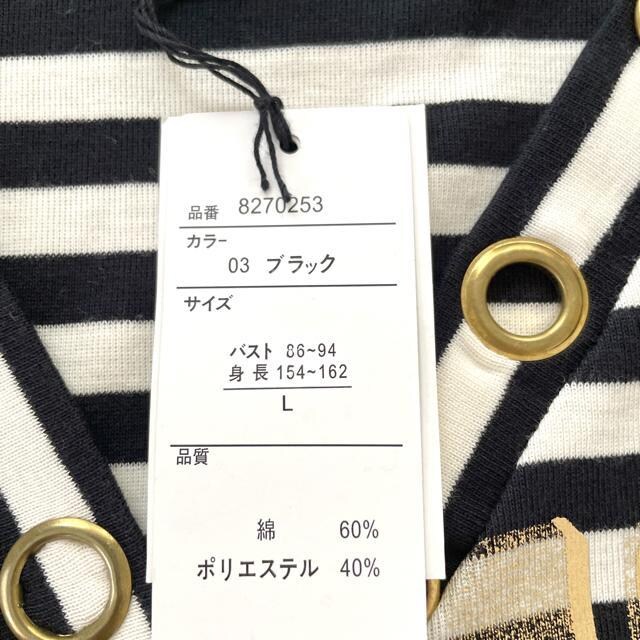 品番 8270253
カラー
03 ブラック
サイズ
バスト 86~94
身長 154~162
L
品質
綿 60%
ポリエステル 40%